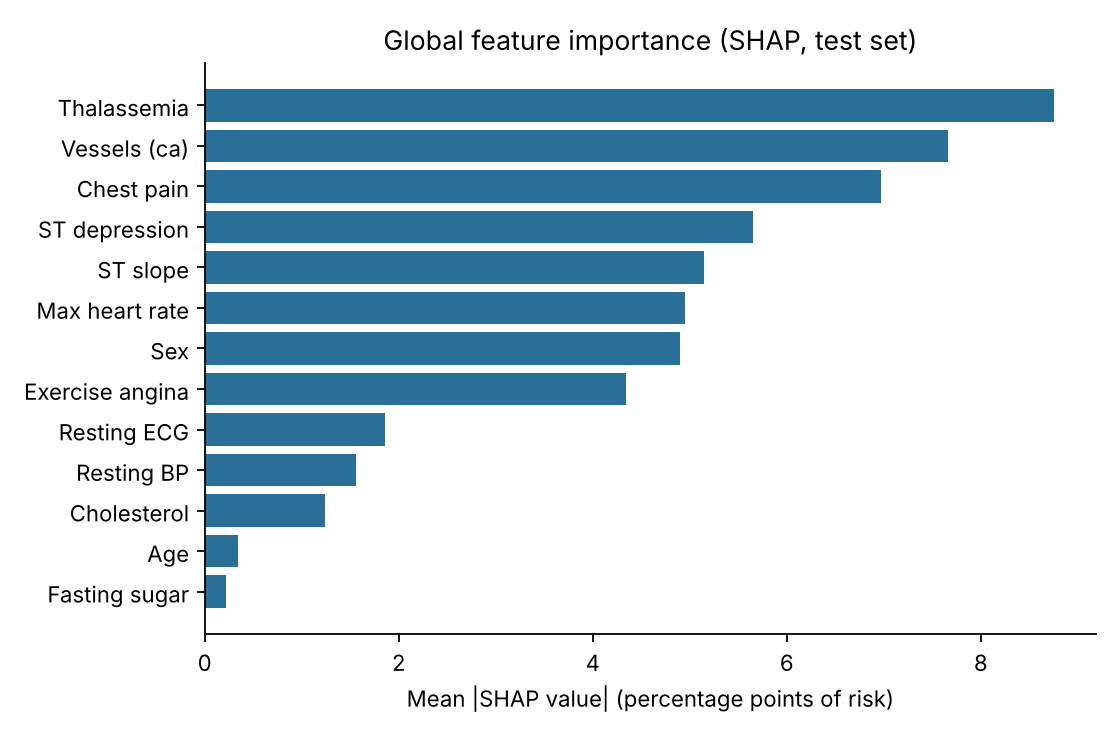 Global feature importance (SHAP, test set)
Thalassemia
Vessels (ca)
Chest pain
ST depression
ST slope
Max heart rate
Sex
Exercise angina
Resting ECG
Resting BP
Cholesterol
Age
Fasting sugar
0 2 4 6 8
Mean |SHAP value| (percentage points of risk)